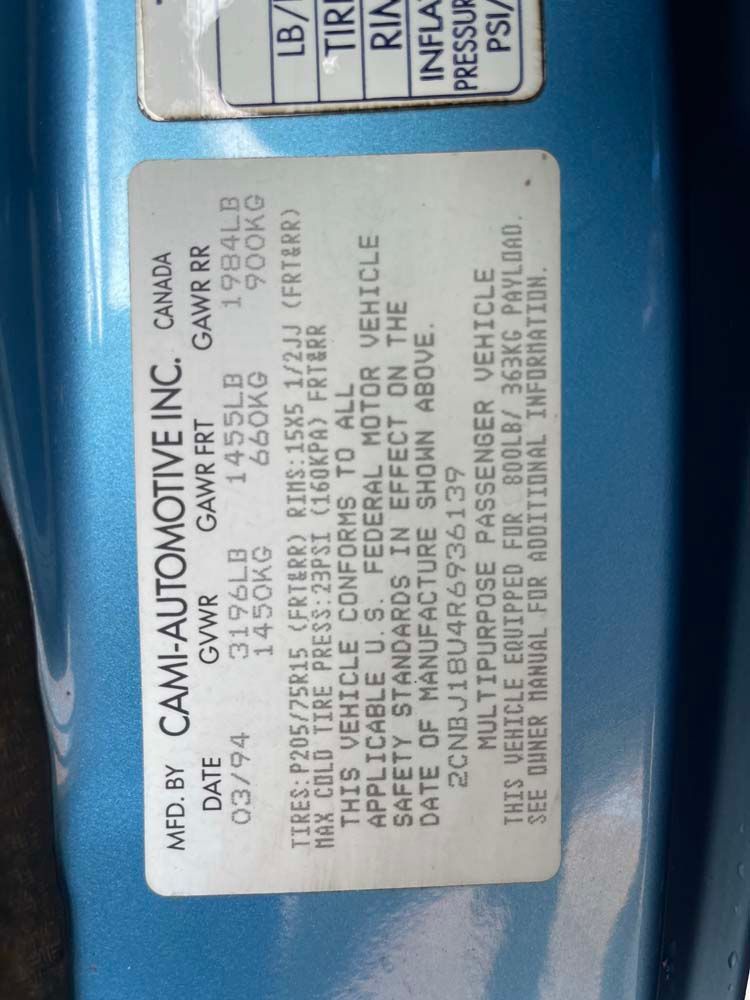 LB/
TIR
RIM
INFLA
PRESSUR
PSI/
MFD. BY CAMI-AUTOMOTIVE INC. CANADA
DATE GVWR GAWR FRT GAWR RR
03/94 3196LB 1455LB 1984LB
1450KG 660KG 900KG
TIRES:P205/75R15 (FRT&RR) RIMS:15X5 1/2JJ (FRT&RR)
MAX COLD TIRE PRESS:23PSI (160KPA) FRT&RR
THIS VEHICLE CONFORMS TO ALL
APPLICABLE U.S. FEDERAL MOTOR VEHICLE
SAFETY STANDARDS IN EFFECT ON THE
DATE OF MANUFACTURE SHOWN ABOVE.
2CNBJ18U4R6936139
MULTIPURPOSE PASSENGER VEHICLE
THIS VEHICLE EQUIPPED FOR 800LB/ 363KG PAYLOAD.
SEE OWNER MANUAL FOR ADDITIONAL INFORMATION.